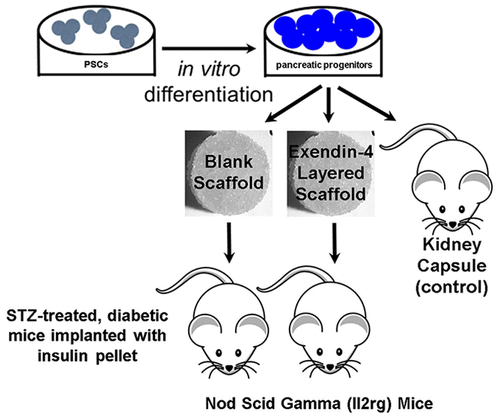 PSCs
in vitro
differentiation
pancreatic progenitors
Blank
Scaffold
Exendin-4
Layered
Scaffold
Kidney
Capsule
(control)
STZ-treated, diabetic
mice implanted with
insulin pellet
Nod Scid Gamma (Il2rg) Mice